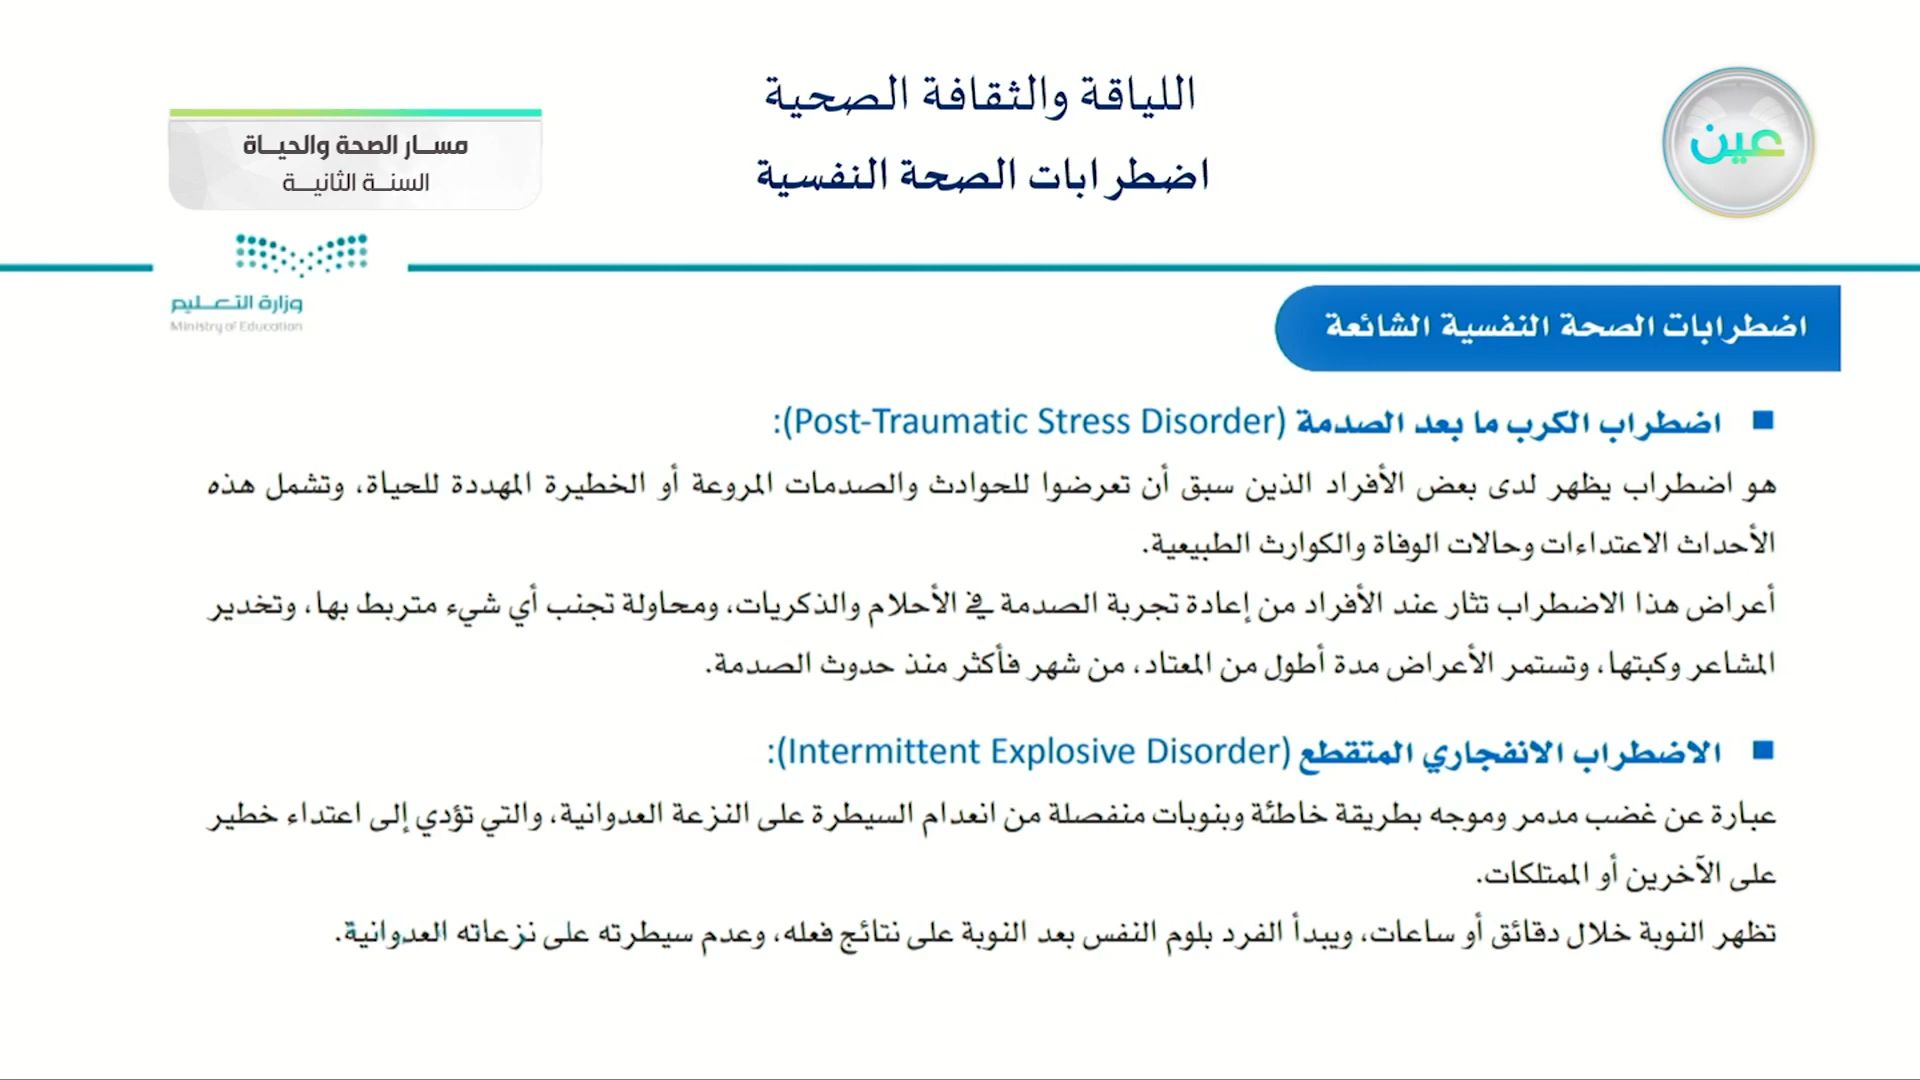 اللياقة والثقافة الصحية
اضطرابات الصحة النفسية
عين
مسار الصحة والحياة
السنة الثانية
وزارة التعليم
Ministry of Education
اضطرابات الصحة النفسية الشائعة
■ اضطراب الكرب ما بعد الصدمة (Post-Traumatic Stress Disorder):
هو اضطراب يظهر لدى بعض الأفراد الذين سبق أن تعرضوا للحوادث والصدمات المروعة أو الخطيرة المهددة للحياة، وتشمل هذه
الأحداث الاعتداءات وحالات الوفاة والكوارث الطبيعية.
أعراض هذا الاضطراب تثار عند الأفراد من إعادة تجربة الصدمة في الأحلام والذكريات، ومحاولة تجنب أي شيء متربط بها، وتخدير
المشاعر وكبتها، وتستمر الأعراض مدة أطول من المعتاد، من شهر فأكثر منذ حدوث الصدمة.
■ الاضطراب الانفجاري المتقطع (Intermittent Explosive Disorder):
عبارة عن غضب مدمر وموجه بطريقة خاطئة وبنوبات منفصلة من انعدام السيطرة على النزعة العدوانية، والتي تؤدي إلى اعتداء خطير
على الآخرين أو الممتلكات.
تظهر النوبة خلال دقائق أو ساعات، ويبدأ الفرد بلوم النفس بعد النوبة على نتائج فعله، وعدم سيطرته على نزعاته العدوانية.